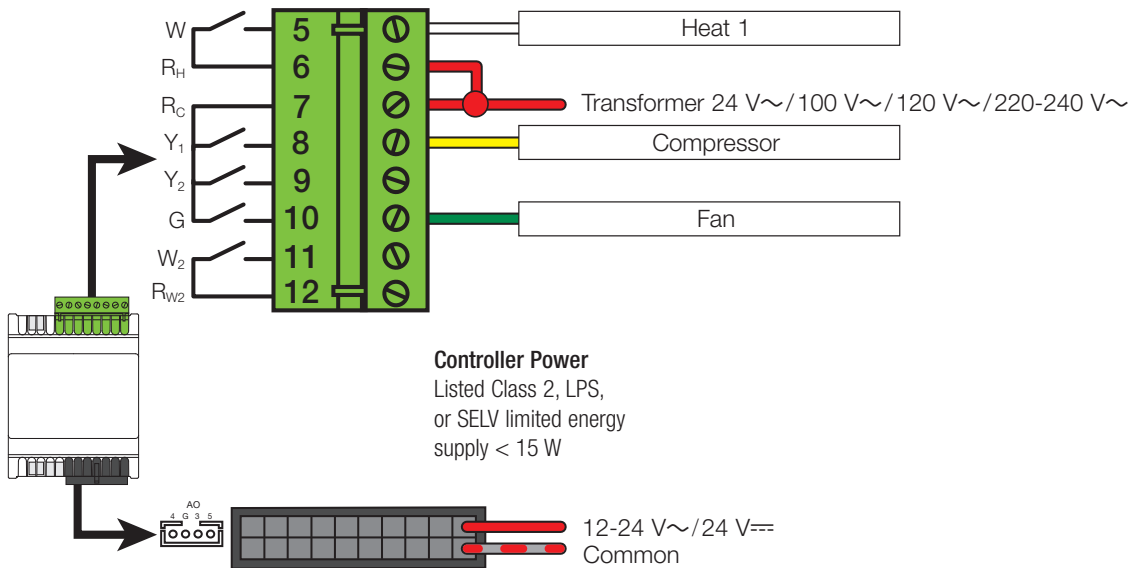 W 5 Heat 1
RH 6
RC 7 Transformer 24 V～/100 V～/120 V～/220-240 V～
Y1 8 Compressor
Y2 9
G 10 Fan
W2 11
RW2 12
Controller Power
Listed Class 2, LPS,
or SELV limited energy
supply < 15 W
AO
4 G 3 5
12-24 V～/24 V⎓
Common